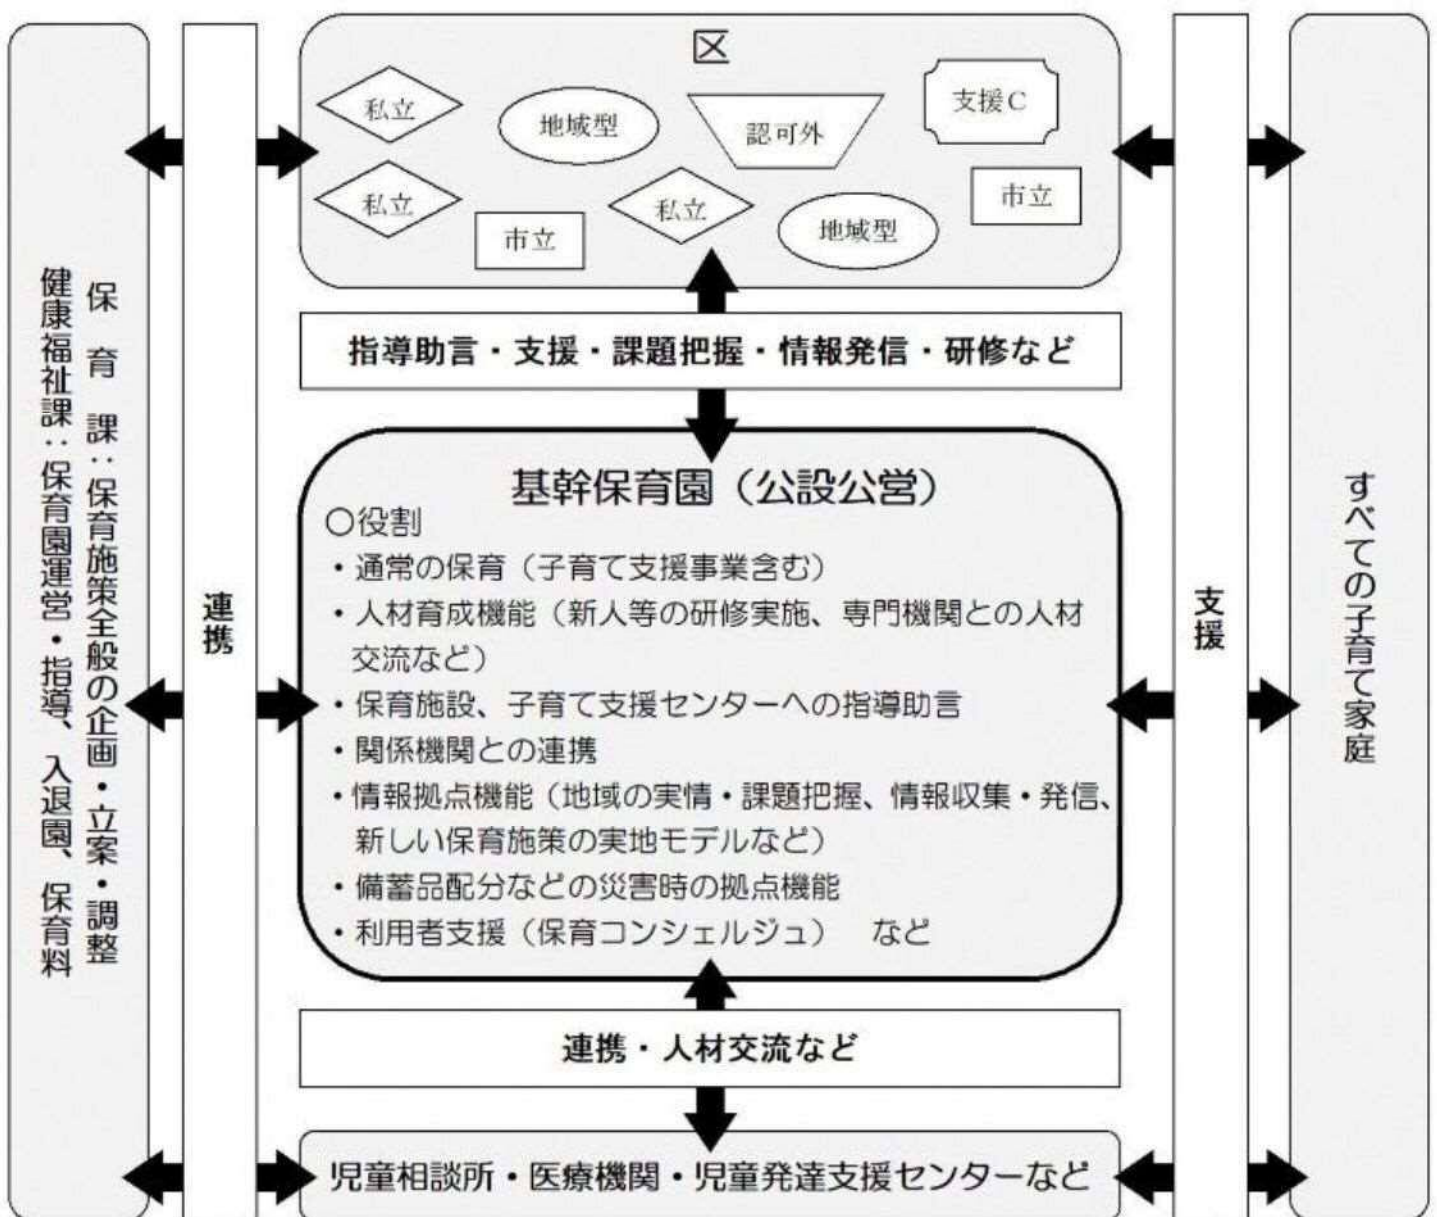 区
私立
地域型
認可外
支援C
私立
市立
私立
地域型
市立
指導助言・支援・課題把握・情報発信・研修など
基幹保育園（公設公営）
○役割
・通常の保育（子育て支援事業含む）
・人材育成機能（新人等の研修実施、専門機関との人材
交流など）
・保育施設、子育て支援センターへの指導助言
・関係機関との連携
・情報拠点機能（地域の実情・課題把握、情報収集・発信、
新しい保育施策の実地モデルなど）
・備蓄品配分などの災害時の拠点機能
・利用者支援（保育コンシェルジュ）　など
連携・人材交流など
児童相談所・医療機関・児童発達支援センターなど
保　育　課：保育施策全般の企画・立案・調整
健康福祉課：保育園運営・指導、入退園、保育料
連携
支援
すべての子育て家庭